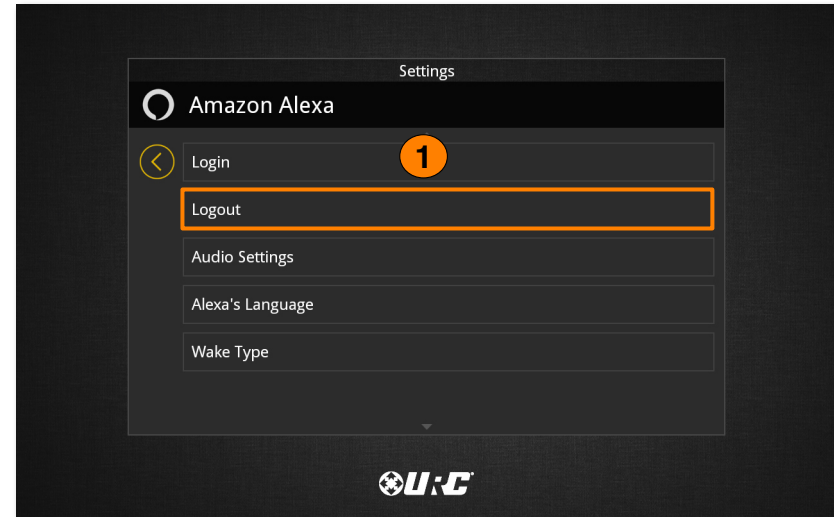 Settings
Amazon Alexa
1
Login
Logout
Audio Settings
Alexa's Language
Wake Type
URC